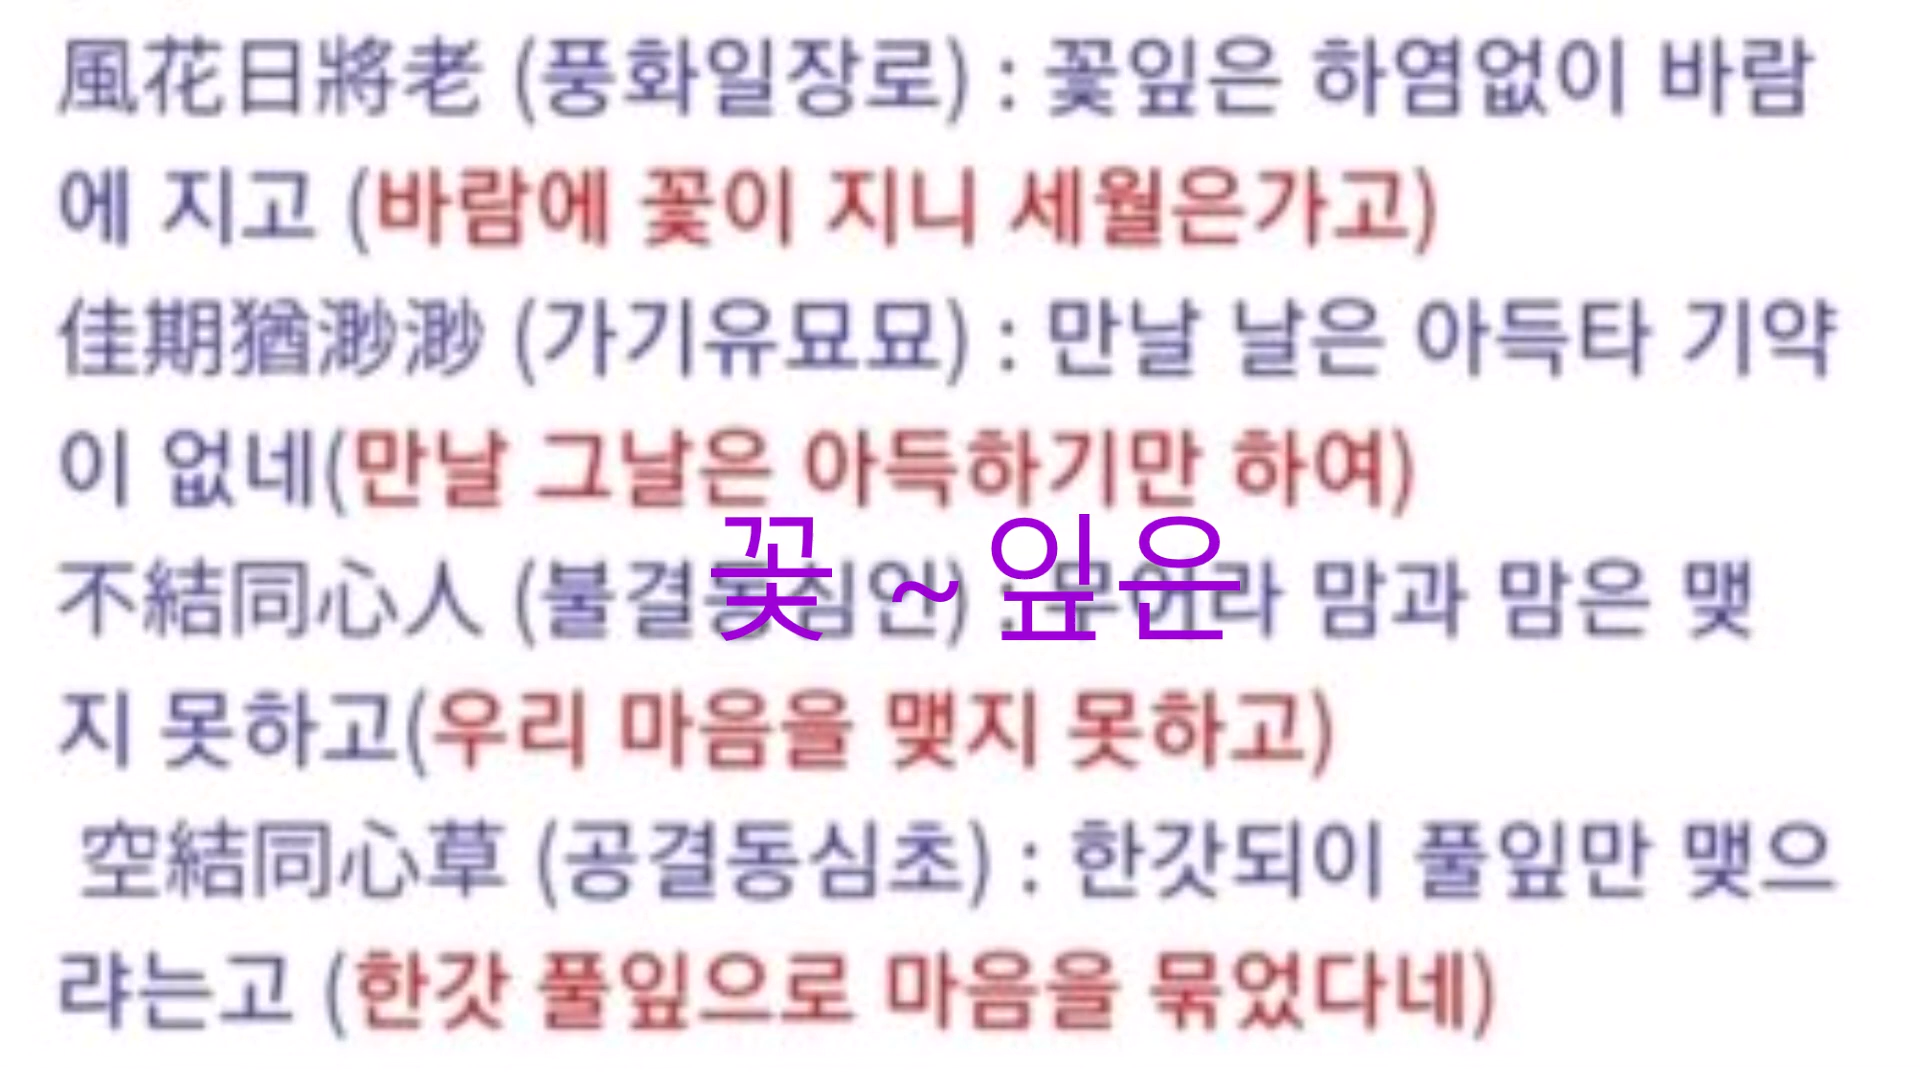 風花日將老 (풍화일장로) : 꽃잎은 하염없이 바람
에 지고 (바람에 꽃이 지니 세월은가고)
佳期猶渺渺 (가기유묘묘) : 만날 날은 아득타 기약
이 없네(만날 그날은 아득하기만 하여)
꽃 ~ 잎은
不結同心人 (불결동심인) : 무어라 맘과 맘은 맺
지 못하고(우리 마음을 맺지 못하고)
空結同心草 (공결동심초) : 한갓되이 풀잎만 맺으
랴는고 (한갓 풀잎으로 마음을 묶었다네)